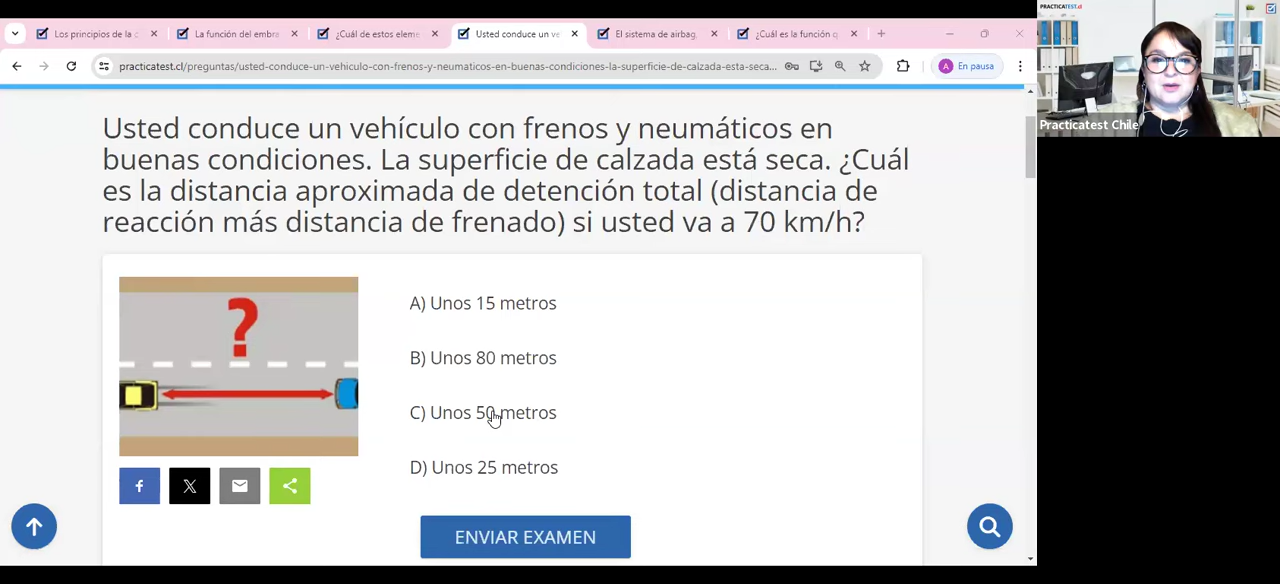 Los principios de la c
La función del embra
¿Cuál de estos eleme
Usted conduce un ve
El sistema de airbag,
¿Cuál es la función q
practicatest.cl/preguntas/usted-conduce-un-vehiculo-con-frenos-y-neumaticos-en-buenas-condiciones-la-superficie-de-calzada-esta-seca...
A
En pausa
PRACTICATEST.cl
Practicatest Chile
Usted conduce un vehículo con frenos y neumáticos en
buenas condiciones. La superficie de calzada está seca. ¿Cuál
es la distancia aproximada de detención total (distancia de
reacción más distancia de frenado) si usted va a 70 km/h?
?
A) Unos 15 metros
B) Unos 80 metros
C) Unos 50 metros
D) Unos 25 metros
ENVIAR EXAMEN